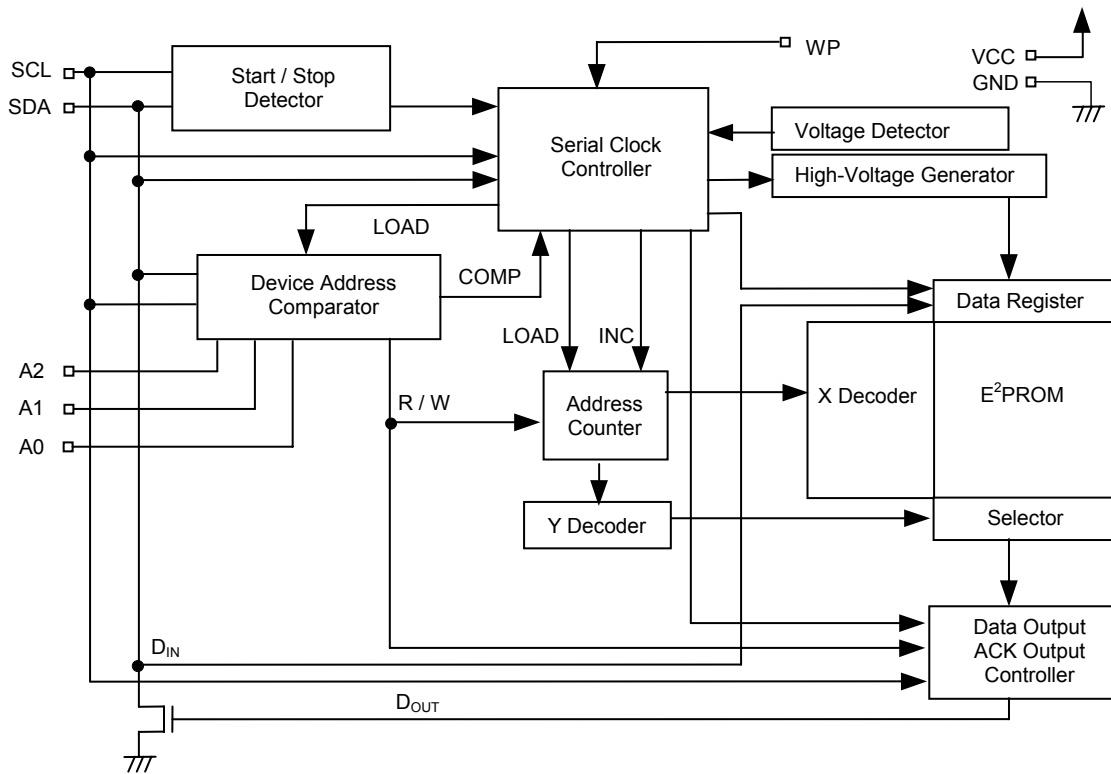 WP
VCC
GND
SCL
SDA
Start / Stop
Detector
Serial Clock
Controller
Voltage Detector
High-Voltage Generator
LOAD
COMP
Device Address
Comparator
Data Register
LOAD
INC
A2
A1
A0
R / W
Address
Counter
X Decoder
E²PROM
Y Decoder
Selector
Data Output
ACK Output
Controller
D_IN
D_OUT